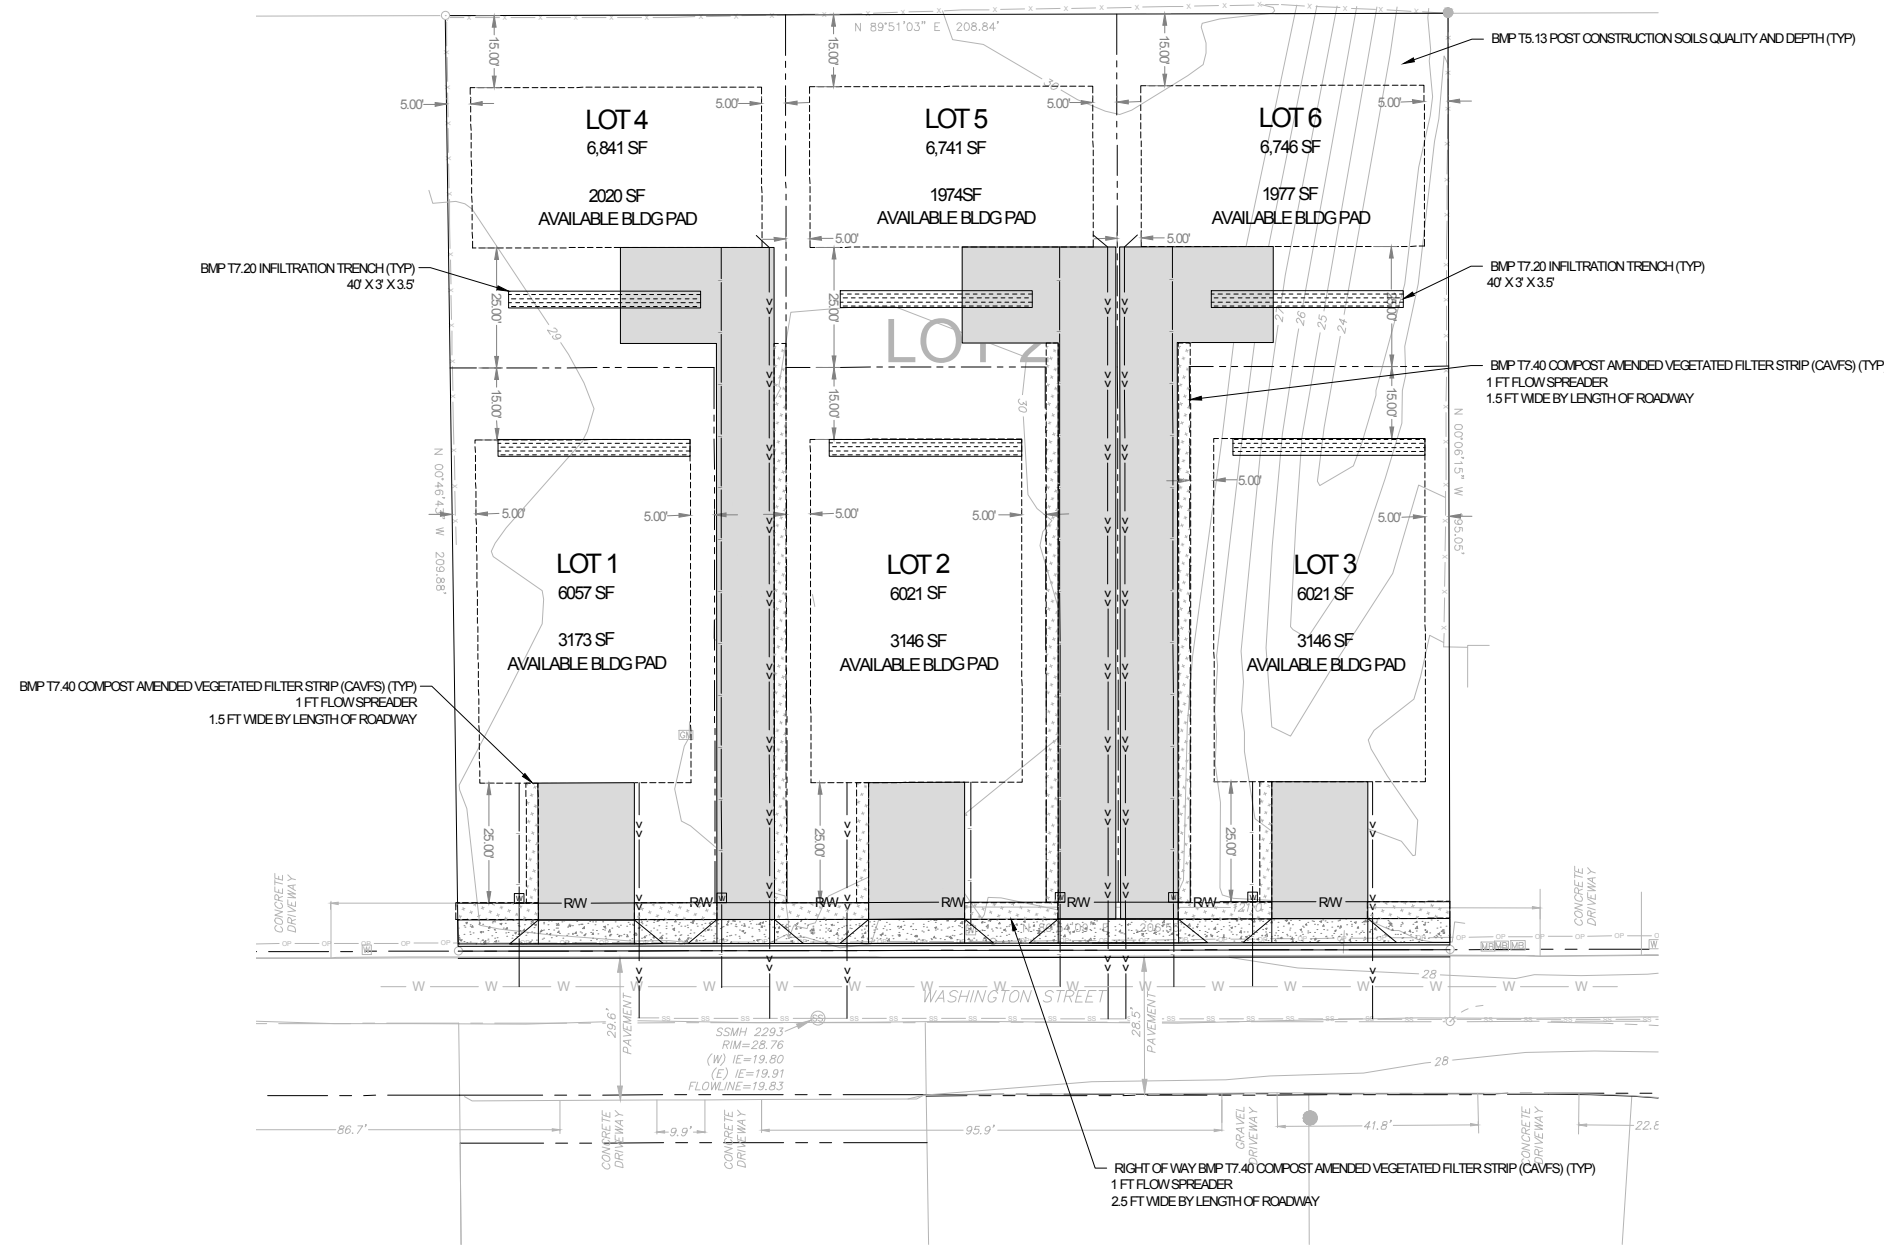 N 89°51'03" E 208.84'
BMP T5.13 POST CONSTRUCTION SOILS QUALITY AND DEPTH (TYP)
15.00'
15.00'
15.00'
30
5.00'
5.00'
5.00'
5.00'
LOT 4
6,841 SF
2020 SF
AVAILABLE BLDG PAD
LOT 5
6,741 SF
1974SF
AVAILABLE BLDG PAD
LOT 6
6,746 SF
1977 SF
AVAILABLE BLDG PAD
5.00'
5.00'
BMP T7.20 INFILTRATION TRENCH (TYP)
40' X 3' X 3.5'
BMP T7.20 INFILTRATION TRENCH (TYP)
40' X 3' X 3.5'
25.00'
25.00'
29
27
26
25
24
LOT 2
BMP T7.40 COMPOST AMENDED VEGETATED FILTER STRIP (CAVFS) (TYP
1 FT FLOW SPREADER
1.5 FT WIDE BY LENGTH OF ROADWAY
15.00'
15.00'
15.00'
30
N 00°06'15" W
95.05'
209.88'
5.00'
5.00'
5.00'
5.00'
5.00'
5.00'
LOT 1
6057 SF
3173 SF
AVAILABLE BLDG PAD
LOT 2
6021 SF
3146 SF
AVAILABLE BLDG PAD
LOT 3
6021 SF
3146 SF
AVAILABLE BLDG PAD
BMP T7.40 COMPOST AMENDED VEGETATED FILTER STRIP (CAVFS) (TYP)
1 FT FLOW SPREADER
1.5 FT WIDE BY LENGTH OF ROADWAY
GM
25.00'
25.00'
25.00'
CONCRETE
DRIVEWAY
CONCRETE
DRIVEWAY
R/W
R/W
R/W
R/W
R/W
R/W
R/W
OP OP OP OP
28
W W W W W W W W W W W W W W W W
WASHINGTON STREET
29.6'
PAVEMENT
28.5'
PAVEMENT
SSMH 2293
RIM=28.76
(W) IE=19.80
(E) IE=19.91
FLOWLINE=19.83
28
86.7'
9.9'
95.9'
41.8'
22.8
CONCRETE
DRIVEWAY
CONCRETE
DRIVEWAY
GRAVEL
DRIVEWAY
CONCRETE
DRIVEWAY
RIGHT OF WAY BMP T7.40 COMPOST AMENDED VEGETATED FILTER STRIP (CAVFS) (TYP)
1 FT FLOW SPREADER
2.5 FT WIDE BY LENGTH OF ROADWAY